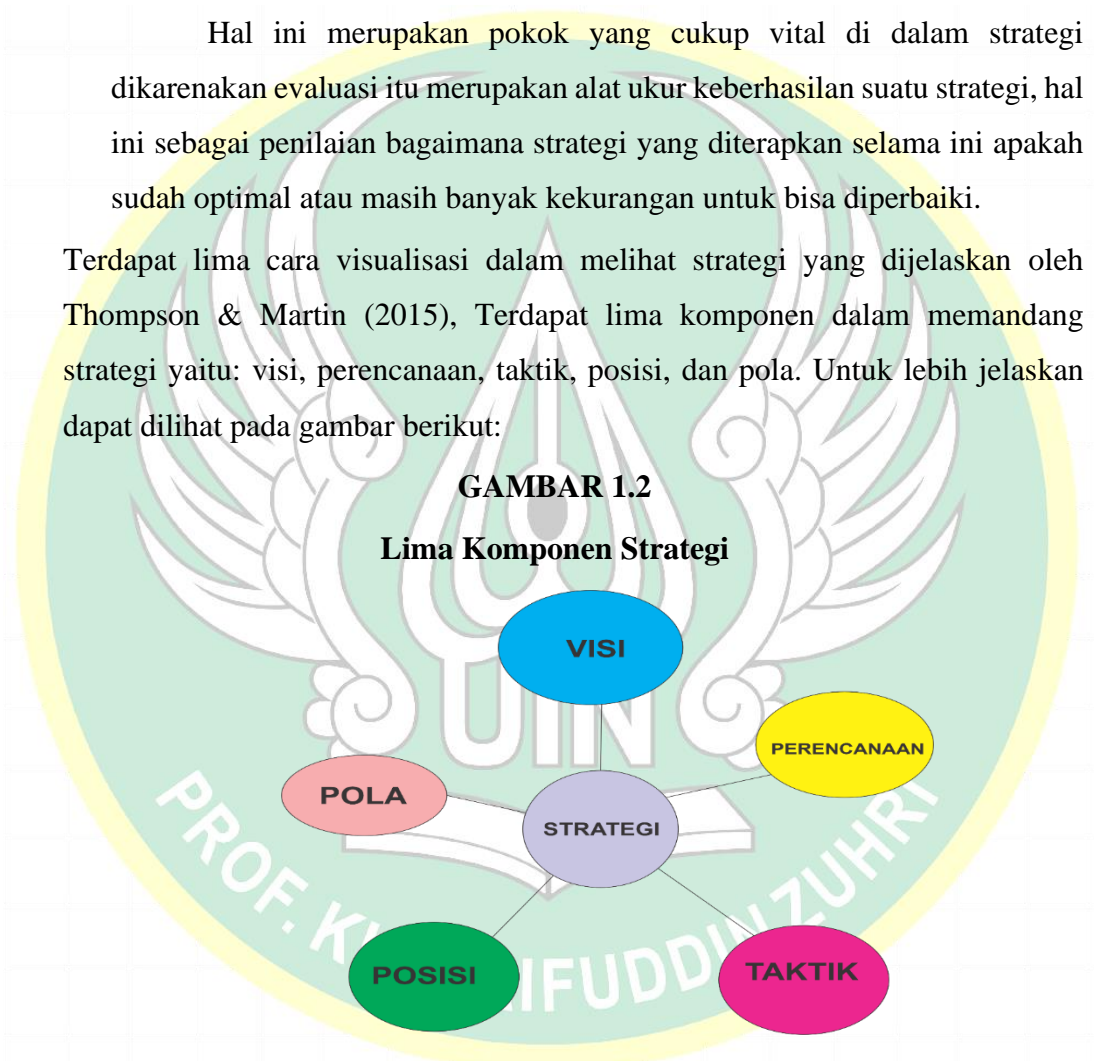 Hal ini merupakan pokok yang cukup vital di dalam strategi
dikarenakan evaluasi itu merupakan alat ukur keberhasilan suatu strategi, hal
ini sebagai penilaian bagaimana strategi yang diterapkan selama ini apakah
sudah optimal atau masih banyak kekurangan untuk bisa diperbaiki.
Terdapat lima cara visualisasi dalam melihat strategi yang dijelaskan oleh
Thompson & Martin (2015), Terdapat lima komponen dalam memandang
strategi yaitu: visi, perencanaan, taktik, posisi, dan pola. Untuk lebih jelaskan
dapat dilihat pada gambar berikut:
GAMBAR 1.2
Lima Komponen Strategi
VISI
PERENCANAAN
POLA
STRATEGI
POSISI
TAKTIK
UIN
PROF. K
IFUDDIN ZUHRI